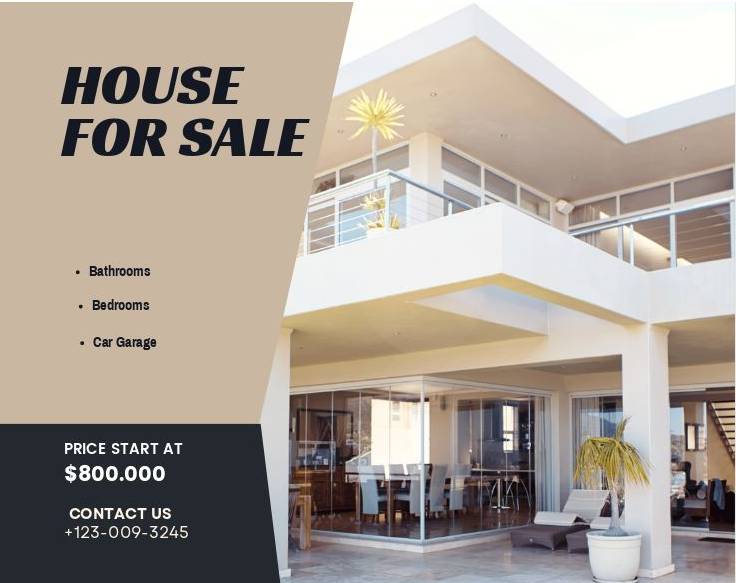 HOUSE
FOR SALE
• Bathrooms
• Bedrooms
• Car Garage
PRICE START AT
$800.000
CONTACT US
+123-009-3245